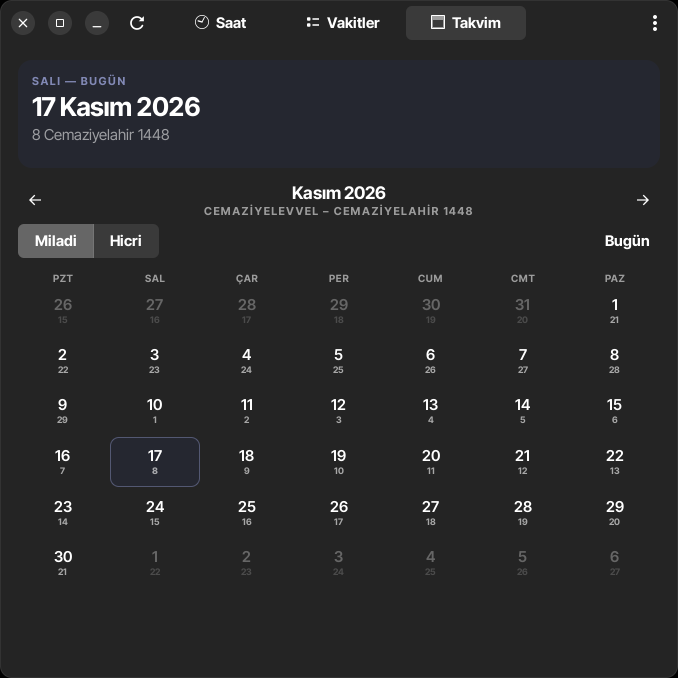 Saat Vakitler Takvim
SALI — BUGÜN
17 Kasım 2026
8 Cemaziyelahir 1448
Kasım 2026
CEMAZİYELEVVEL – CEMAZİYELAHİR 1448
Miladi Hicri Bugün
PZT SAL ÇAR PER CUM CMT PAZ
26 27 28 29 30 31 1
15 16 17 18 19 20 21
2 3 4 5 6 7 8
22 23 24 25 26 27 28
9 10 11 12 13 14 15
29 1 2 3 4 5 6
16 17 18 19 20 21 22
7 8 9 10 11 12 13
23 24 25 26 27 28 29
14 15 16 17 18 19 20
30 1 2 3 4 5 6
21 22 23 24 25 26 27